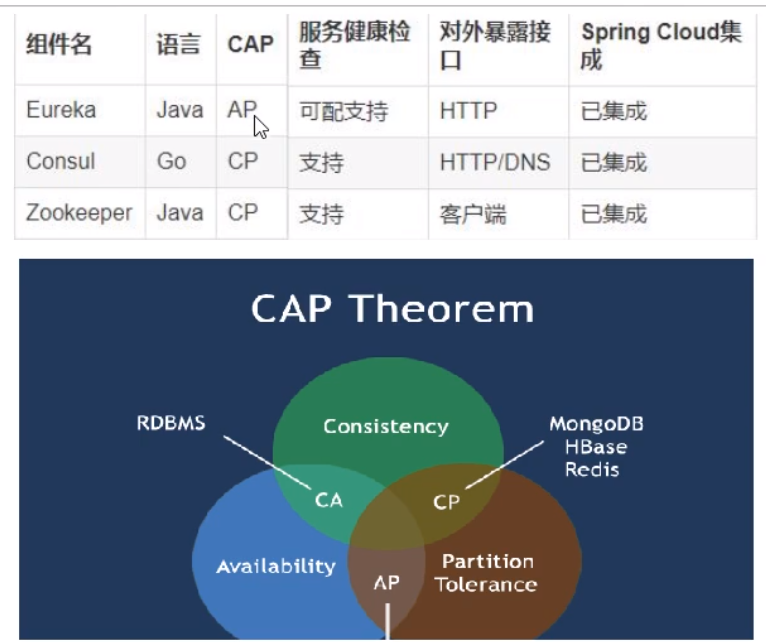 组件名 语言 CAP 服务健康检查 对外暴露接口 Spring Cloud集成
Eureka Java AP 可配支持 HTTP 已集成
Consul Go CP 支持 HTTP/DNS 已集成
Zookeeper Java CP 支持 客户端 已集成
CAP Theorem
RDBMS
Consistency
MongoDB
HBase
Redis
CA
CP
Availability
AP
Partition
Tolerance